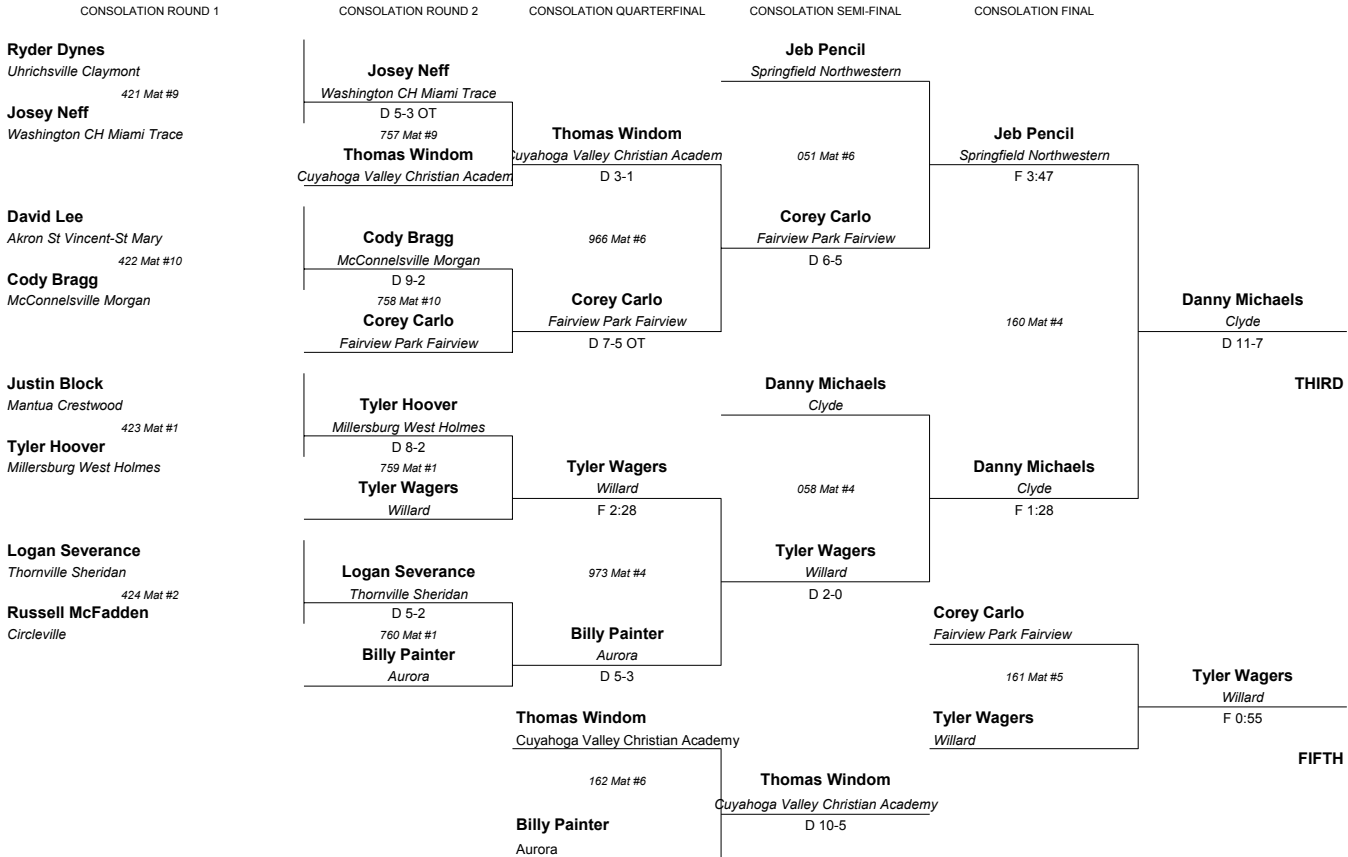 CONSOLATION ROUND 1
CONSOLATION ROUND 2
CONSOLATION QUARTERFINAL
CONSOLATION SEMI-FINAL
CONSOLATION FINAL
Ryder Dynes
Uhrichsville Claymont
421 Mat #9
Josey Neff
Washington CH Miami Trace
David Lee
Akron St Vincent-St Mary
422 Mat #10
Cody Bragg
McConnelsville Morgan
Justin Block
Mantua Crestwood
423 Mat #1
Tyler Hoover
Millersburg West Holmes
Logan Severance
Thornville Sheridan
424 Mat #2
Russell McFadden
Circleville
Josey Neff
Washington CH Miami Trace
D 5-3 OT
757 Mat #9
Thomas Windom
Cuyahoga Valley Christian Academ
Cody Bragg
McConnelsville Morgan
D 9-2
758 Mat #10
Corey Carlo
Fairview Park Fairview
Tyler Hoover
Millersburg West Holmes
D 8-2
759 Mat #1
Tyler Wagers
Willard
Logan Severance
Thornville Sheridan
D 5-2
760 Mat #1
Billy Painter
Aurora
Thomas Windom
Cuyahoga Valley Christian Academ
D 3-1
966 Mat #6
Corey Carlo
Fairview Park Fairview
D 7-5 OT
Tyler Wagers
Willard
F 2:28
973 Mat #4
Billy Painter
Aurora
D 5-3
Thomas Windom
Cuyahoga Valley Christian Academy
162 Mat #6
Billy Painter
Aurora
Jeb Pencil
Springfield Northwestern
051 Mat #6
Corey Carlo
Fairview Park Fairview
D 6-5
Danny Michaels
Clyde
058 Mat #4
Tyler Wagers
Willard
D 2-0
Thomas Windom
Cuyahoga Valley Christian Academy
D 10-5
Jeb Pencil
Springfield Northwestern
F 3:47
160 Mat #4
Danny Michaels
Clyde
F 1:28
Corey Carlo
Fairview Park Fairview
161 Mat #5
Tyler Wagers
Willard
Danny Michaels
Clyde
D 11-7
THIRD
Tyler Wagers
Willard
F 0:55
FIFTH